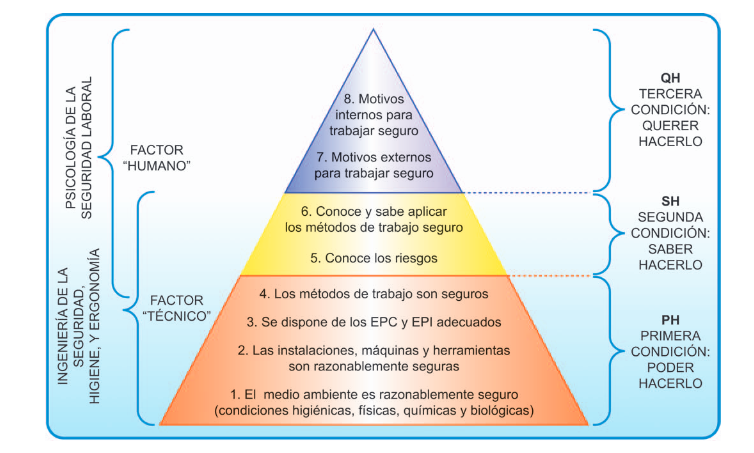 PSICOLOGÍA DE LA
SEGURIDAD LABORAL
FACTOR
“HUMANO”
INGENIERÍA DE LA
SEGURIDAD,
HIGIENE, Y ERGONOMÍA
FACTOR
“TÉCNICO”
8. Motivos
internos para
trabajar seguro
7. Motivos externos
para trabajar seguro
6. Conoce y sabe aplicar
los métodos de trabajo seguro
5. Conoce los riesgos
4. Los métodos de trabajo son seguros
3. Se dispone de los EPC y EPI adecuados
2. Las instalaciones, máquinas y herramientas
son razonablemente seguras
1. El medio ambiente es razonablemente seguro
(condiciones higiénicas, físicas, químicas y biológicas)
QH
TERCERA
CONDICIÓN:
QUERER
HACERLO
SH
SEGUNDA
CONDICIÓN:
SABER
HACERLO
PH
PRIMERA
CONDICIÓN:
PODER
HACERLO